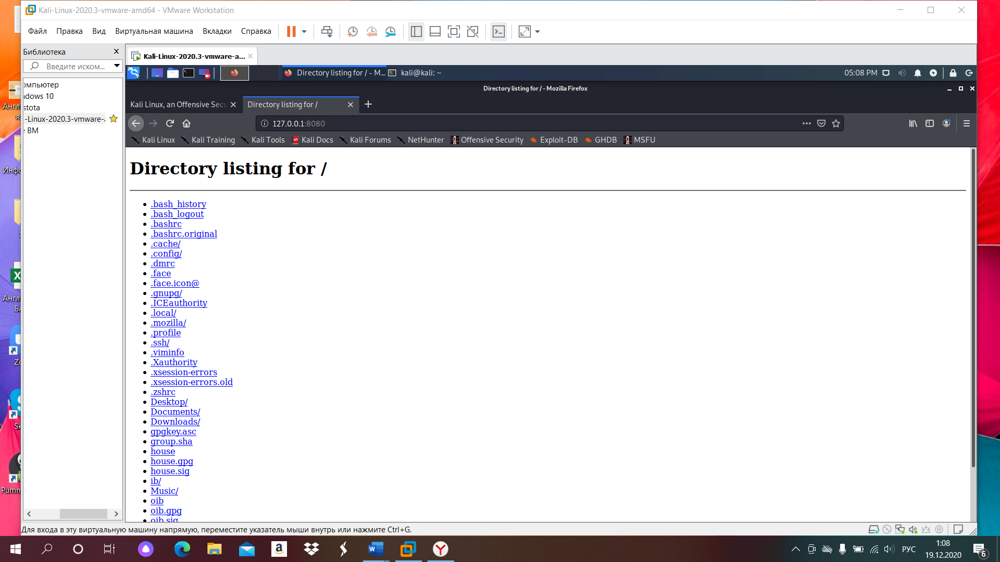 Kali-Linux-2020.3-vmware-amd64 - VMware Workstation
Файл Правка Вид Виртуальная машина Вкладки Справка
Библиотека
Введите иском...
омпьютер
dows 10
stota
-Linux-2020.3-vmware-
ВМ
Kali-Linux-2020.3-vmware-a...
Directory listing for / - M...
kali@kali: ~
05:08 PM
Directory listing for / - Mozilla Firefox
Kali Linux, an Offensive Secu
Directory listing for /
127.0.0.1:8080
Kali Linux Kali Training Kali Tools Kali Docs Kali Forums NetHunter Offensive Security Exploit-DB GHDB MSFU
Directory listing for /
.bash_history
.bash_logout
.bashrc
.bashrc.original
.cache/
.config/
.dmrc
.face
.face.icon@
.gnupg/
.ICEauthority
.local/
.mozilla/
.profile
.ssh/
.viminfo
.Xauthority
.xsession-errors
.xsession-errors.old
.zshrc
Desktop/
Documents/
Downloads/
gpgkey.asc
group.sha
house
house.gpg
house.sig
ib/
Music/
oib
oib.gpg
oib.sig
Для входа в эту виртуальную машину напрямую, переместите указатель мыши внутрь или нажмите Ctrl+G.
Англ
Инфо
Англ
БА
Zo
Sk
Pumm
РУС
1:08
19.12.2020
6